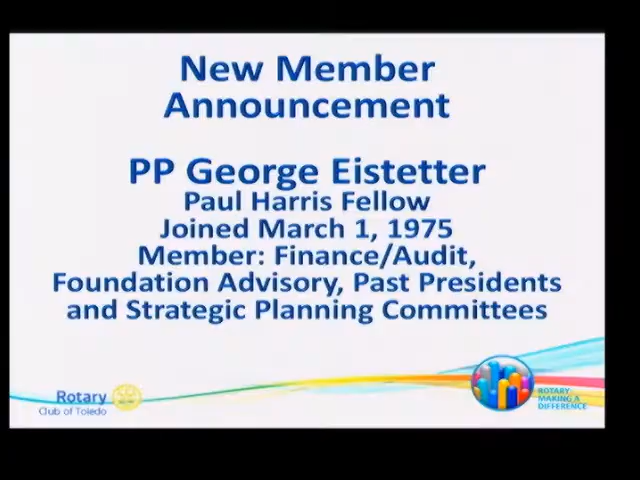 New Member
Announcement
PP George Eistetter
Paul Harris Fellow
Joined March 1, 1975
Member: Finance/Audit,
Foundation Advisory, Past Presidents
and Strategic Planning Committees
Rotary
Club of Toledo
ROTARY:
MAKING A
DIFFERENCE